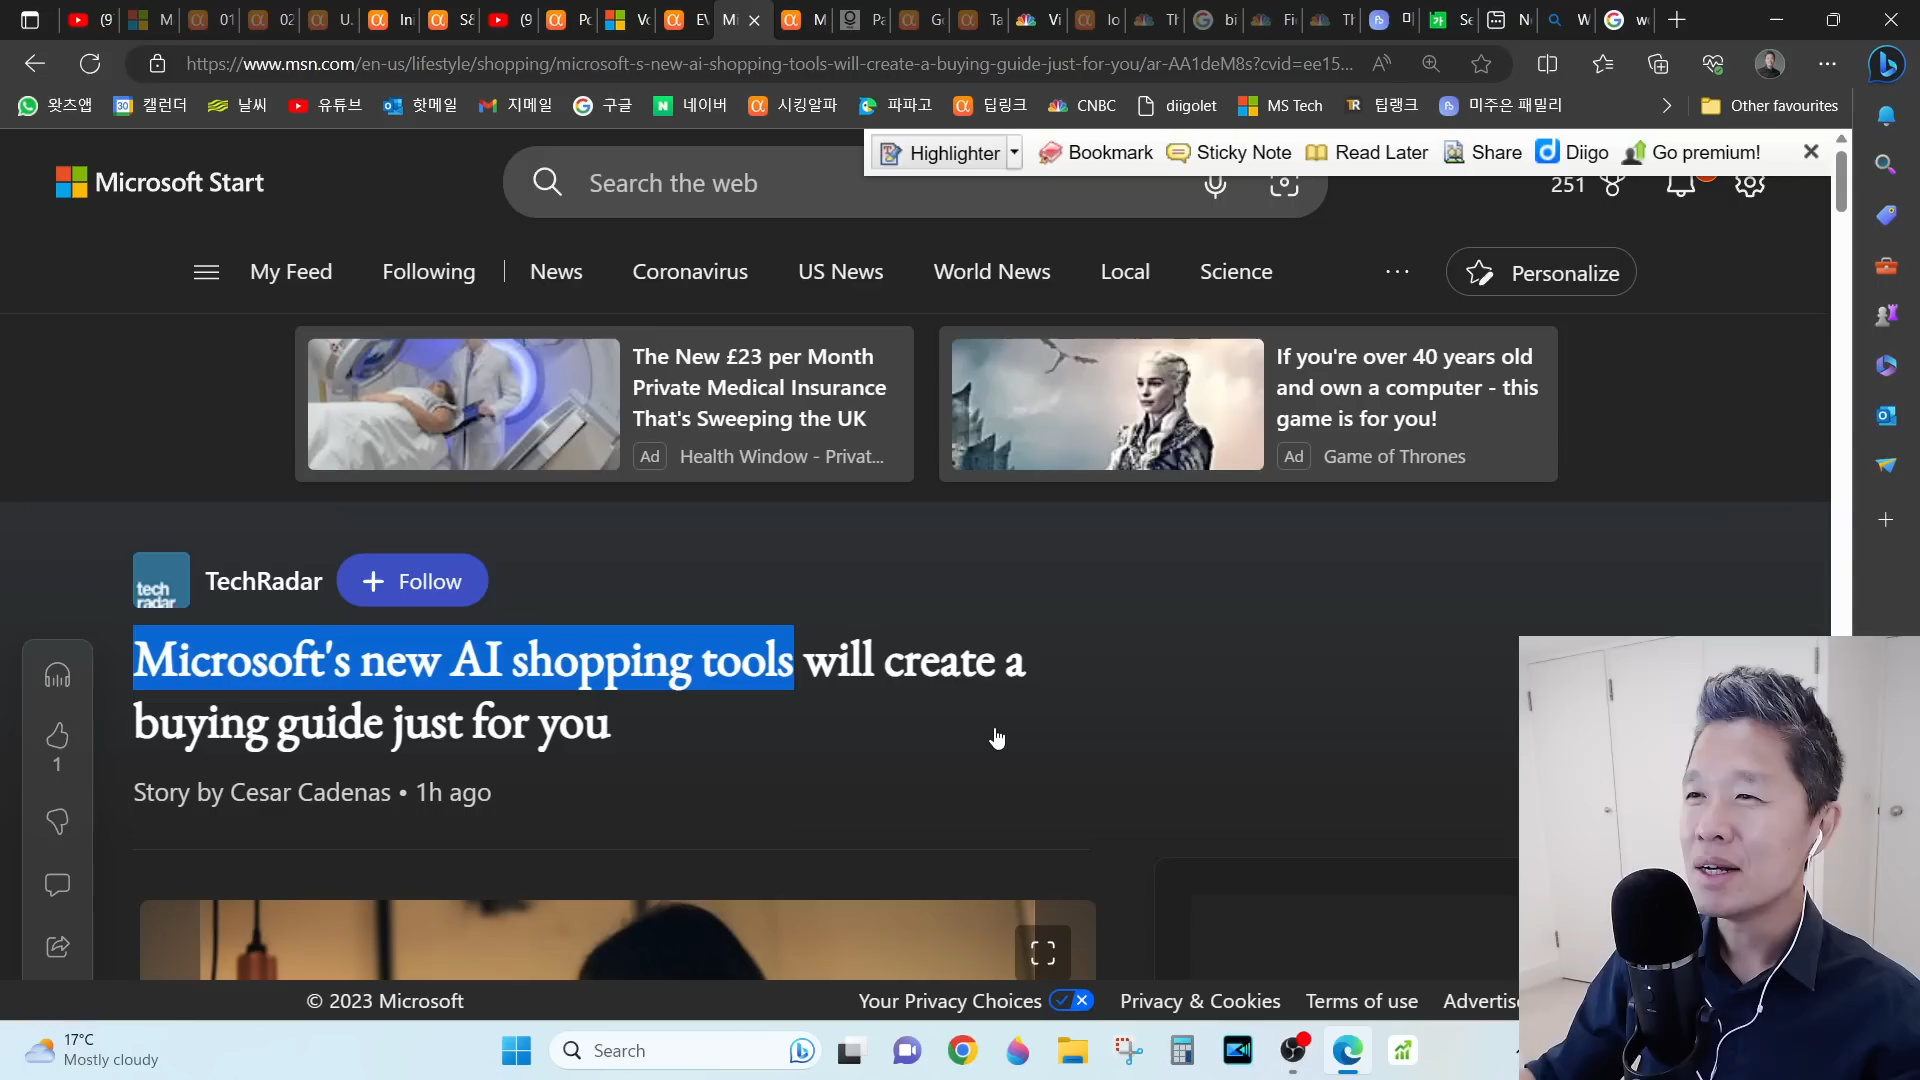 https://www.msn.com/en-us/lifestyle/shopping/microsoft-s-new-ai-shopping-tools-will-create-a-buying-guide-just-for-you/ar-AA1deM8s?cvid=ee15...
왓츠앱 캘런더 날씨 유튜브 핫메일 지메일 구글 네이버 시킹알파 파파고 딥링크 CNBC diigolet MS Tech 팁랭크 미주은 패밀리 Other favourites
Highlighter Bookmark Sticky Note Read Later Share Diigo Go premium!
Microsoft Start
Search the web
251
My Feed Following News Coronavirus US News World News Local Science ... Personalize
The New £23 per Month
Private Medical Insurance
That's Sweeping the UK
Ad Health Window - Privat...
If you're over 40 years old
and own a computer - this
game is for you!
Ad Game of Thrones
tech
radar
TechRadar
+ Follow
Microsoft's new AI shopping tools will create a
buying guide just for you
Story by Cesar Cadenas • 1h ago
1
© 2023 Microsoft Your Privacy Choices Privacy & Cookies Terms of use
17°C
Mostly cloudy
Search